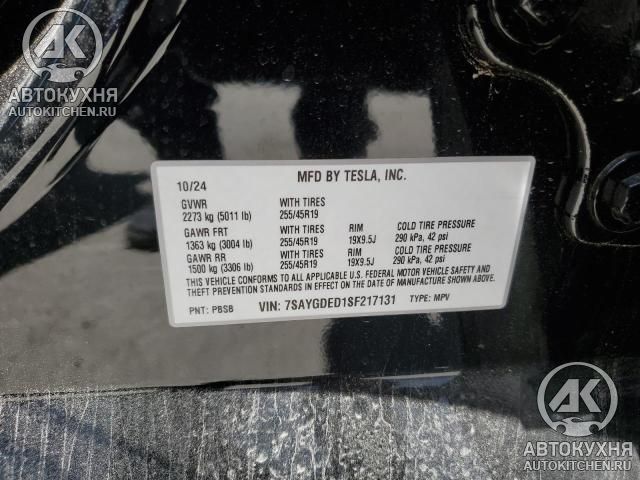 АК
АВТОКУХНЯ
AUTOKITCHEN.RU
10/24 MFD BY TESLA, INC.
GVWR WITH TIRES
2273 kg (5011 lb) 255/45R19
GAWR FRT WITH TIRES RIM COLD TIRE PRESSURE
1363 kg (3004 lb) 255/45R19 19X9.5J 290 kPa, 42 psi
GAWR RR WITH TIRES RIM COLD TIRE PRESSURE
1500 kg (3306 lb) 255/45R19 19X9.5J 290 kPa, 42 psi
THIS VEHICLE CONFORMS TO ALL APPLICABLE U.S. FEDERAL MOTOR VEHICLE SAFETY AND
THEFT PREVENTION STANDARDS IN EFFECT ON THE DATE OF MANUFACTURE SHOWN ABOVE.
PNT: PBSB VIN: 7SAYGDED1SF217131 TYPE: MPV
АК
АВТОКУХНЯ
AUTOKITCHEN.RU